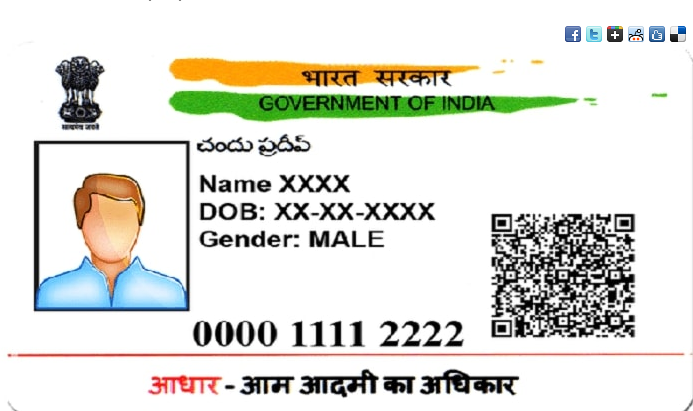 भारत सरकार
GOVERNMENT OF INDIA
सत्यमेव जयते
చందు ప్రదీప్
Name XXXX
DOB: XX-XX-XXXX
Gender: MALE
0000 1111 2222
आधार - आम आदमी का अधिकार